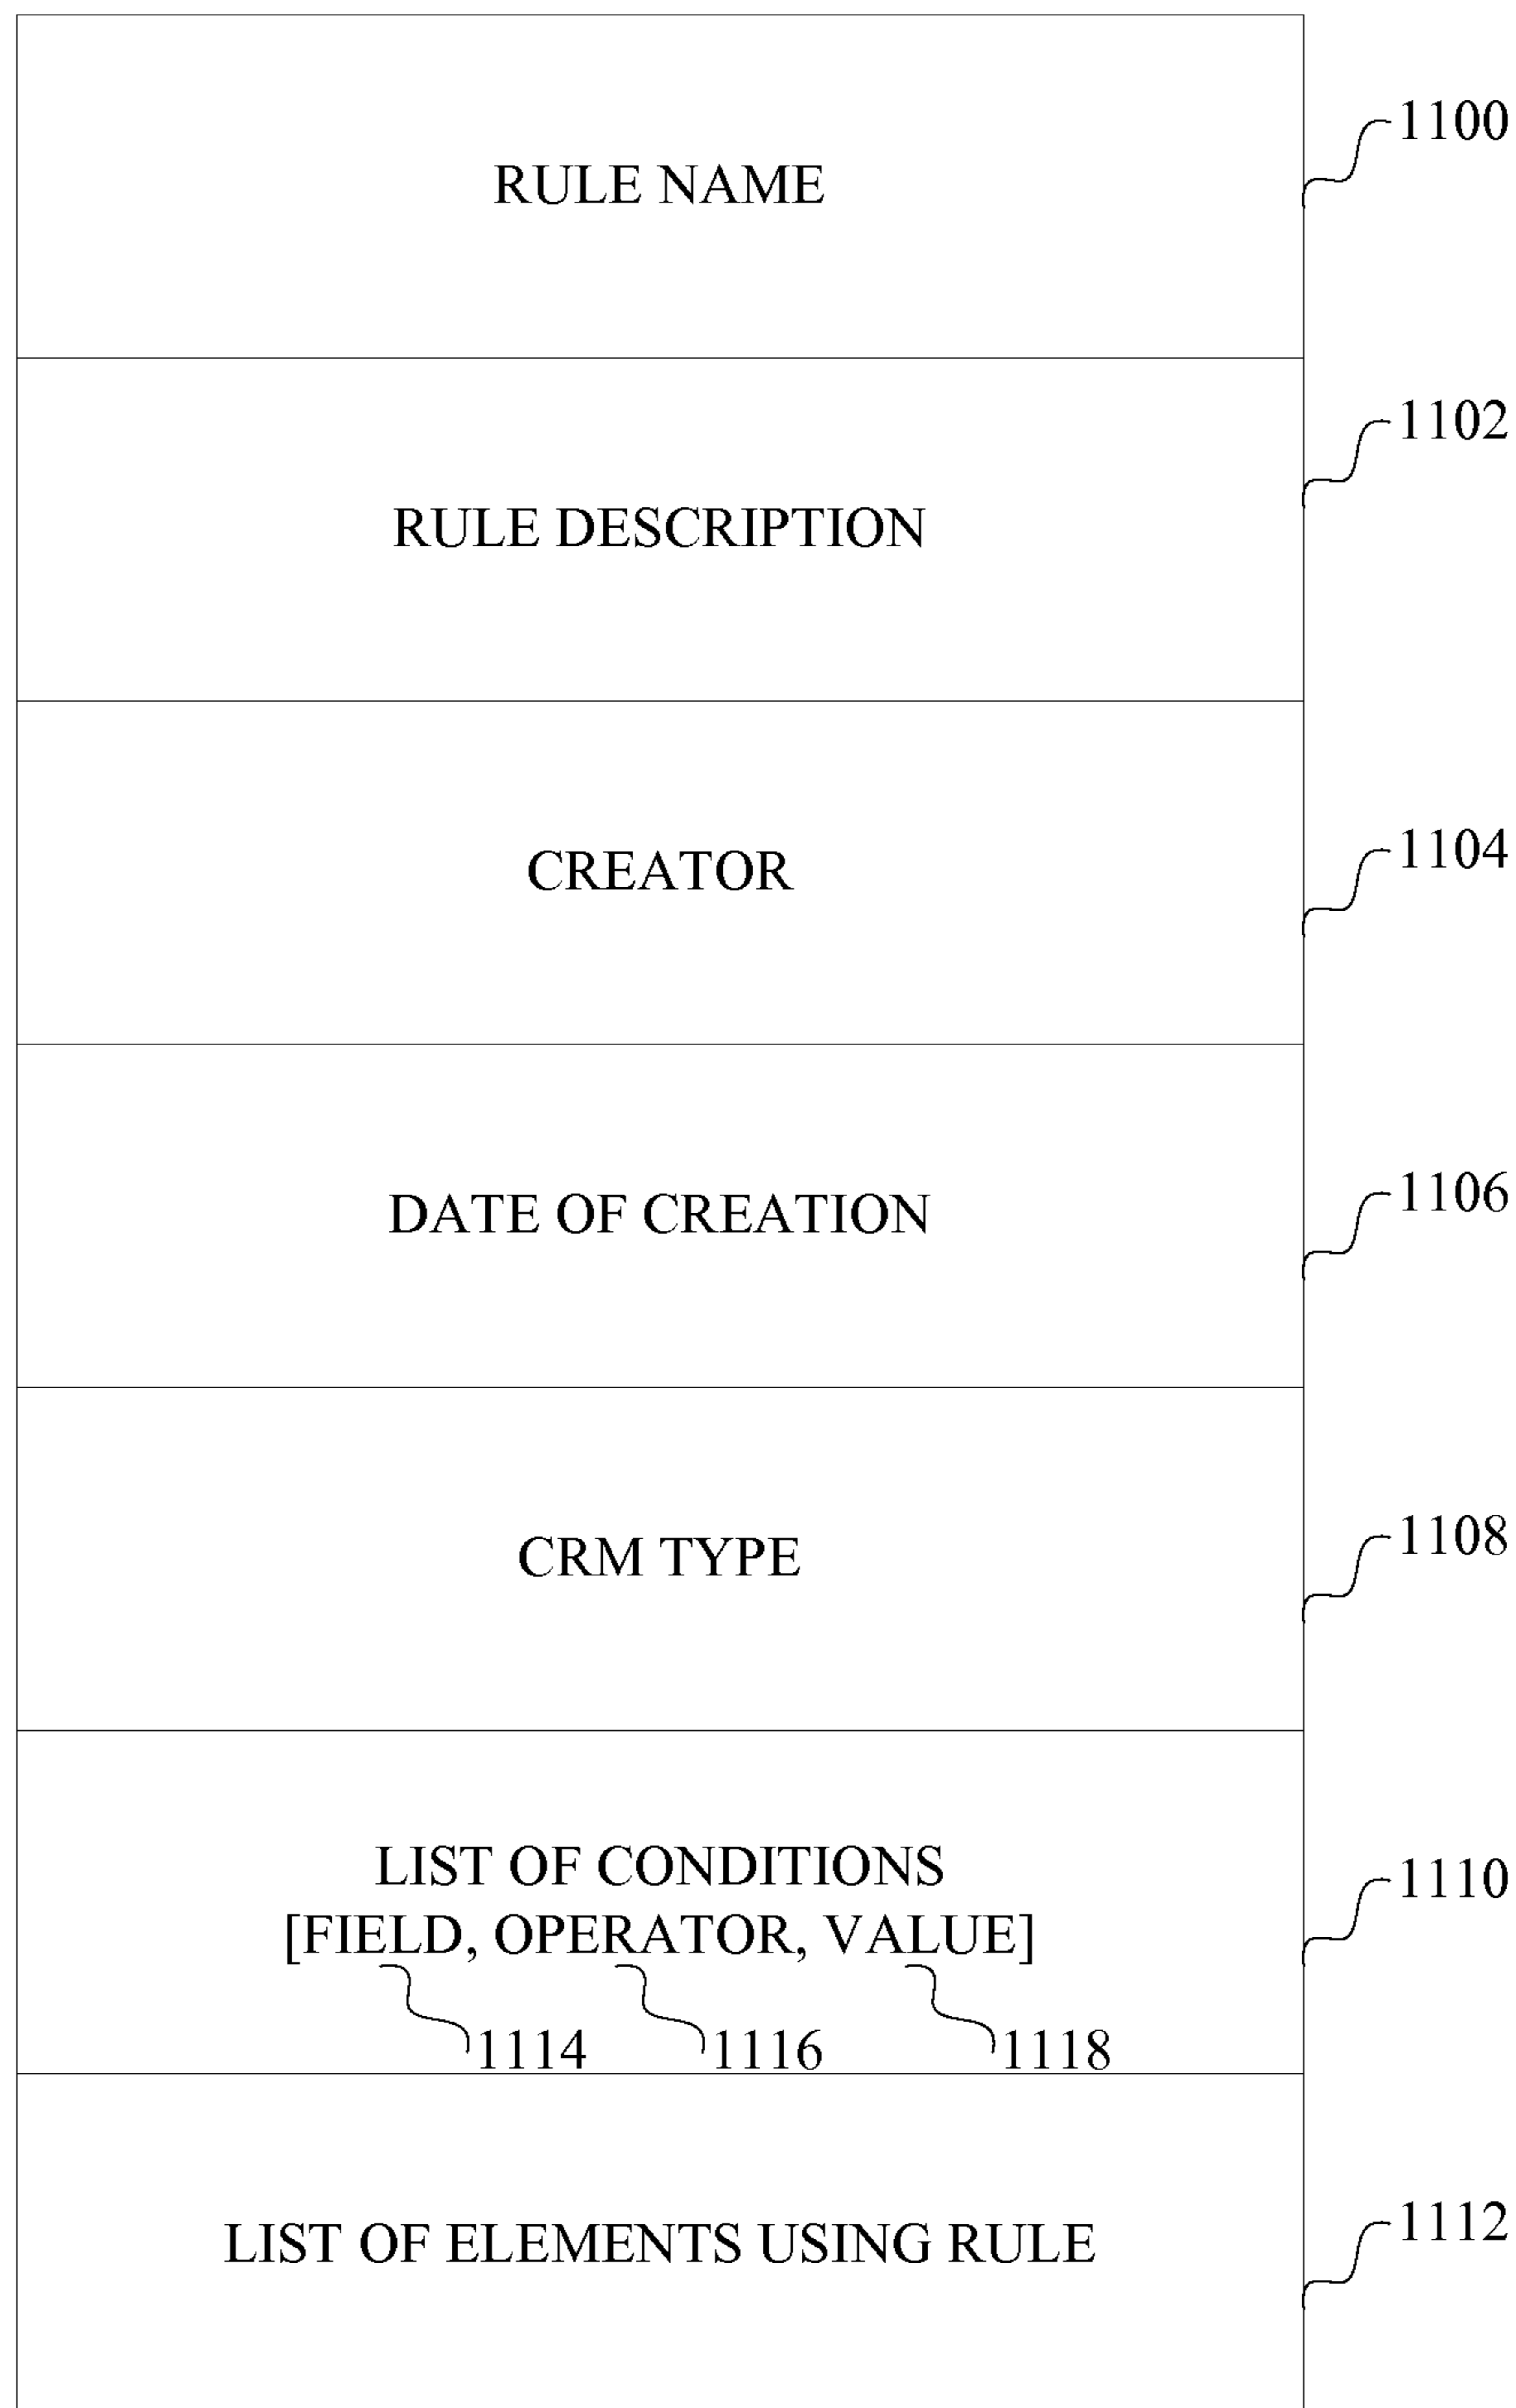 RULE NAME
1100
RULE DESCRIPTION
1102
CREATOR
1104
DATE OF CREATION
1106
CRM TYPE
1108
LIST OF CONDITIONS
1110
[FIELD, OPERATOR, VALUE]
1114 1116 1118
LIST OF ELEMENTS USING RULE
1112